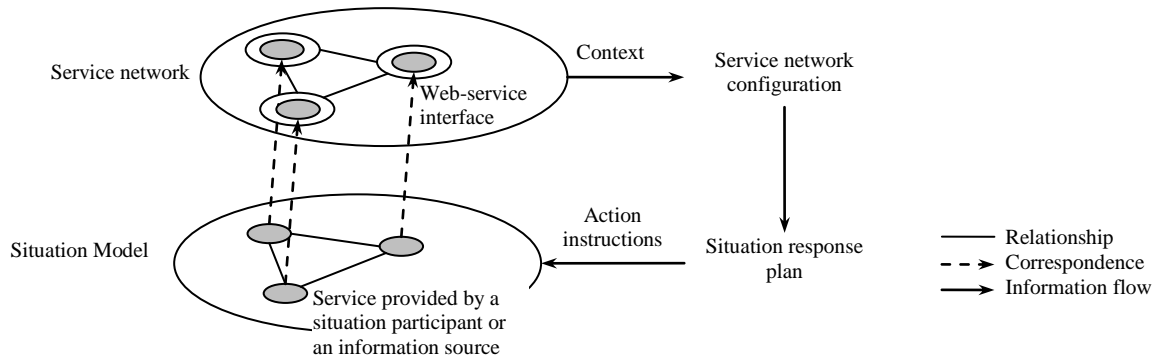 Service network
Context
Service network
configuration
Web-service
interface
Situation Model
Action
instructions
Situation response
plan
Service provided by a
situation participant or
an information source
Relationship
Correspondence
Information flow